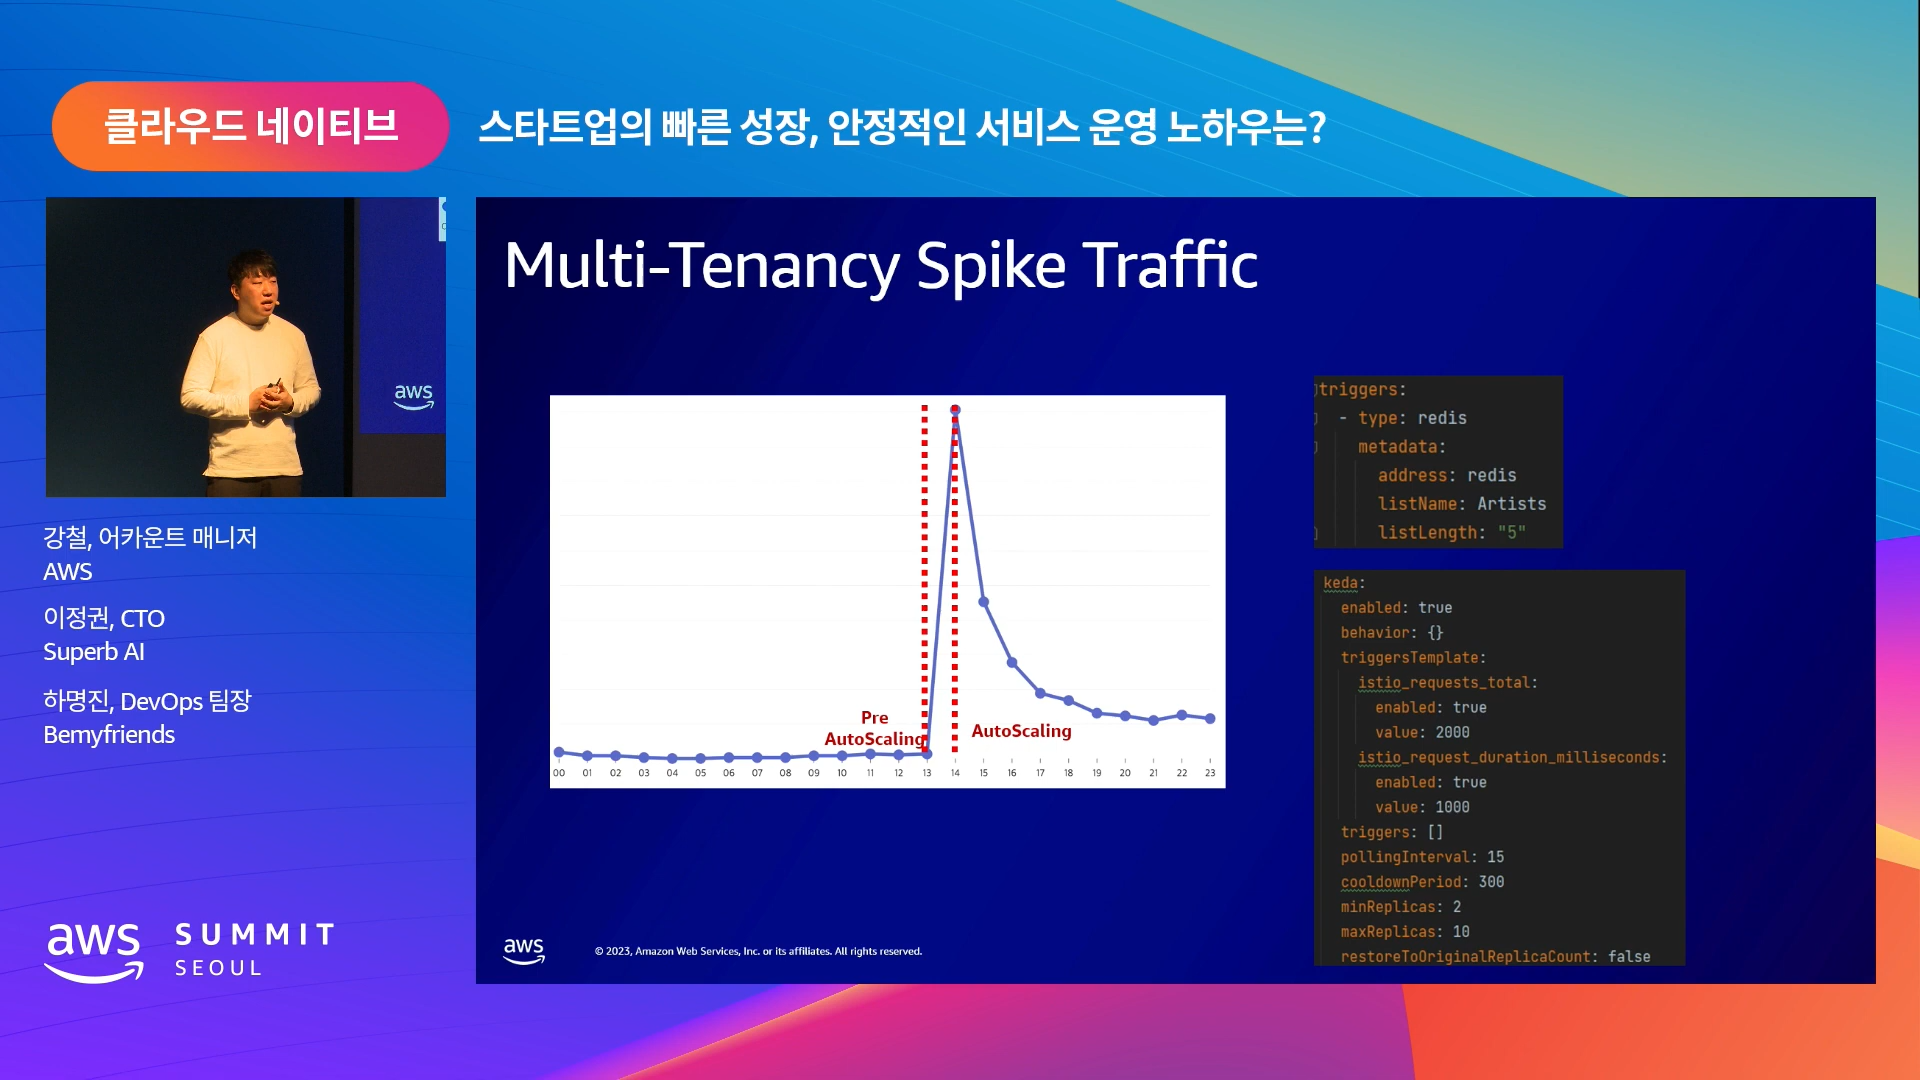 클라우드 네이티브
스타트업의 빠른 성장, 안정적인 서비스 운영 노하우는?
aws
강철, 어카운트 매니저
AWS
이정권, CTO
Superb AI
하명진, DevOps 팀장
Bemyfriends
aws
SUMMIT
SEOUL
Multi-Tenancy Spike Traffic
Pre
AutoScaling
AutoScaling
00 01 02 03 04 05 06 07 08 09 10 11 12 13 14 15 16 17 18 19 20 21 22 23
triggers:
- type: redis
metadata:
address: redis
listName: Artists
listLength: "5"
keda:
enabled: true
behavior: {}
triggersTemplate:
istio_requests_total:
enabled: true
value: 2000
istio_request_duration_milliseconds:
enabled: true
value: 1000
triggers: []
pollingInterval: 15
cooldownPeriod: 300
minReplicas: 2
maxReplicas: 10
restoreToOriginalReplicaCount: false
aws
© 2023, Amazon Web Services, Inc. or its affiliates. All rights reserved.